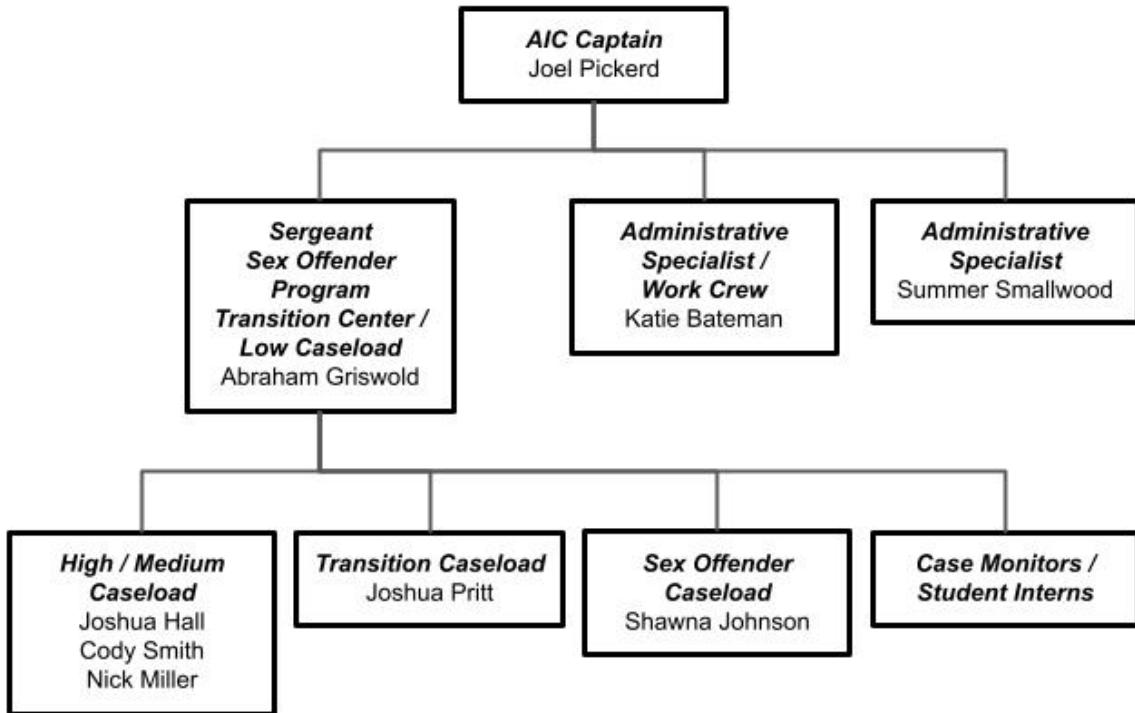 AIC Captain
Joel Pickerd
Sergeant
Sex Offender
Program
Transition Center /
Low Caseload
Abraham Griswold
Administrative
Specialist /
Work Crew
Katie Bateman
Administrative
Specialist
Summer Smallwood
High / Medium
Caseload
Joshua Hall
Cody Smith
Nick Miller
Transition Caseload
Joshua Pritt
Sex Offender
Caseload
Shawna Johnson
Case Monitors /
Student Interns